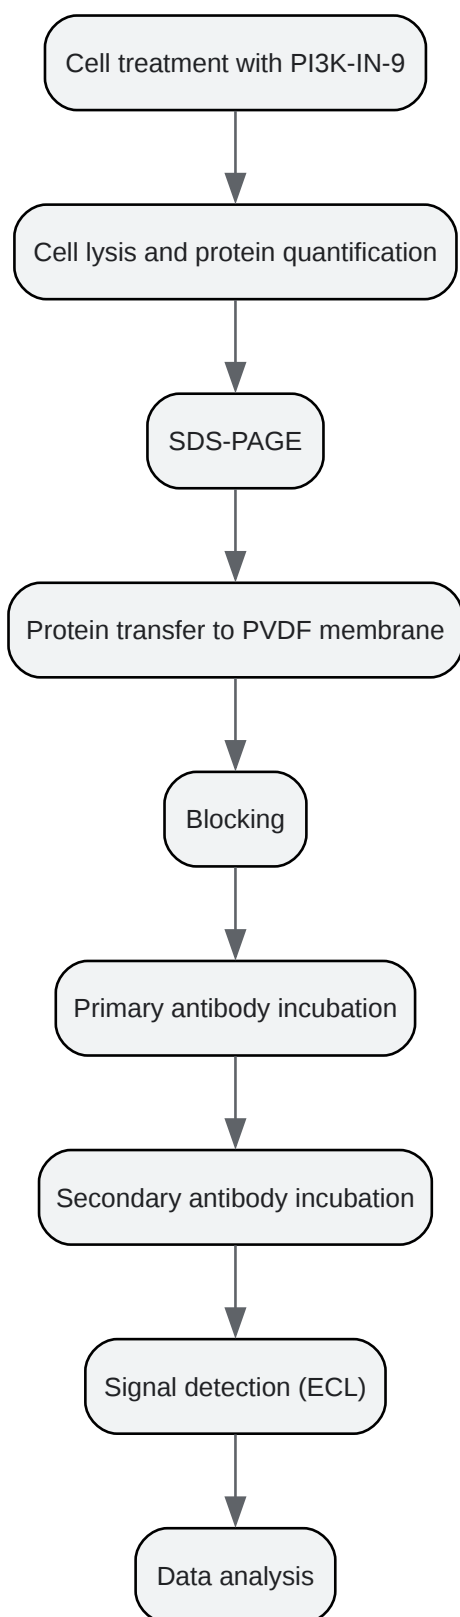 Cell treatment with PI3K-IN-9
Cell lysis and protein quantification
SDS-PAGE
Protein transfer to PVDF membrane
Blocking
Primary antibody incubation
Secondary antibody incubation
Signal detection (ECL)
Data analysis